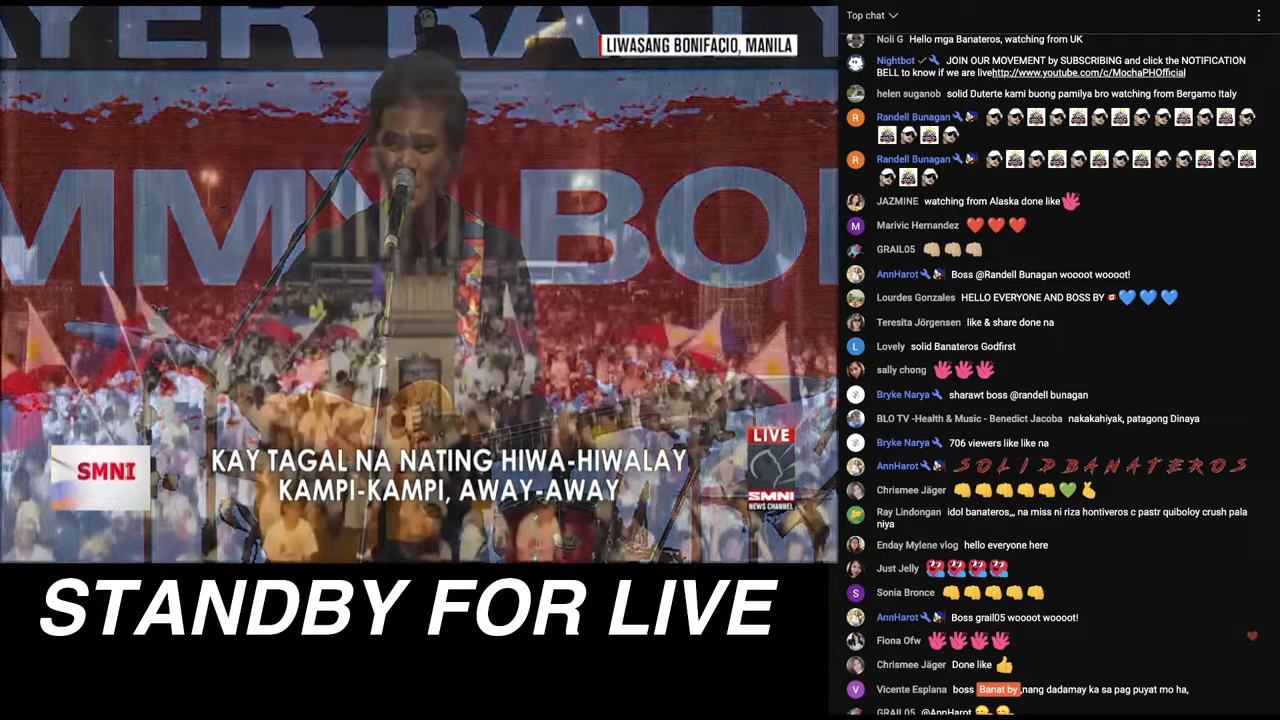 AYER RALLY
LIWASANG BONIFACIO, MANILA
MMY BO
SMNI
LIVE
SMNI
NEWS CHANNEL
KAY TAGAL NA NATING HIWA-HIWALAY
KAMPI-KAMPI, AWAY-AWAY
STANDBY FOR LIVE
Top chat
Noli G Hello mga Banateros, watching from UK
Nightbot JOIN OUR MOVEMENT by SUBSCRIBING and click the NOTIFICATION
BELL to know if we are livehttp://www.youtube.com/c/MochaPHOfficial
helen suganob solid Duterte kami buong pamilya bro watching from Bergamo Italy
R Randell Bunagan
R Randell Bunagan
JAZMINE watching from Alaska done like
M Marivic Hernandez ❤️❤️❤️
GRAIL05 👊🏼👊🏼👊🏼
AnnHarot Boss @Randell Bunagan woooot woooot!
Lourdes Gonzales HELLO EVERYONE AND BOSS BY 🇨🇦💙💙💙
Teresita Jörgensen like & share done na
L Lovely solid Banateros Godfirst
sally chong
Bryke Narya sharawt boss @randell bunagan
BLO TV -Health & Music - Benedict Jacoba nakakahiyak, patagong Dinaya
Bryke Narya 706 viewers like like na
AnnHarot SOLIDBANATEROS
Chrismee Jäger 👊👊👊👊👊💚🫰
Ray Lindongan idol banateros,,, na miss ni riza hontiveros c pastr quiboloy crush pala
niya
Enday Mylene vlog hello everyone here
Just Jelly
S Sonia Bronce 👊👊👊👊👊
AnnHarot Boss grail05 woooot woooot!
Fiona Ofw
Chrismee Jäger Done like 👍
V Vicente Esplana boss Banat by ,nang dadamay ka sa pag puyat mo ha,
GRAIL05 @AnnHarot